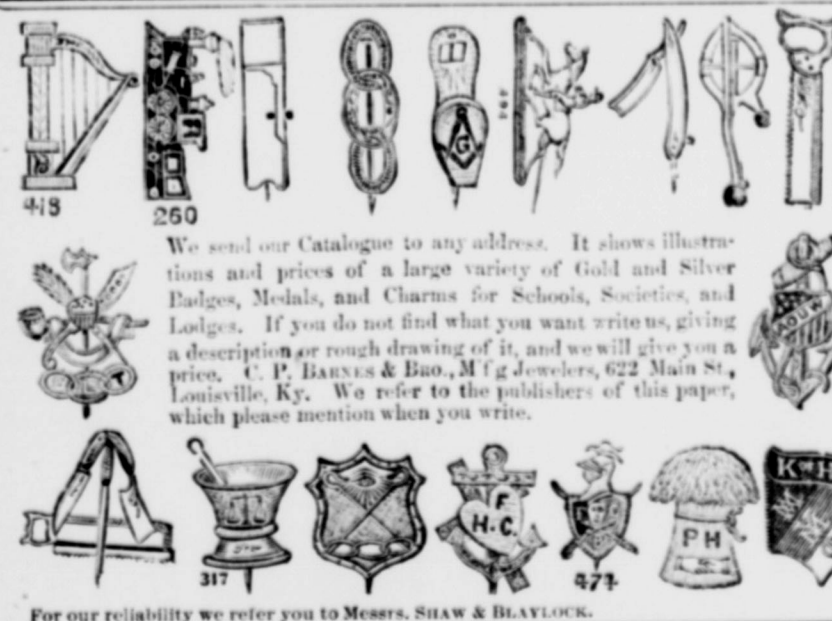 418
260
494
G
We send our Catalogue to any address. It shows illustra-
tions and prices of a large variety of Gold and Silver
Badges, Medals, and Charms for Schools, Societies, and
Lodges. If you do not find what you want write us, giving
a description or rough drawing of it, and we will give you a
price. C. P. BARNES & BRO., M'f'g Jewelers, 622 Main St.,
Louisville, Ky. We refer to the publishers of this paper,
which please mention when you write.
AOUW
F
H. C.
P H
K H
317
474
For our reliability we refer you to Messrs. SHAW & BLAYLOCK.